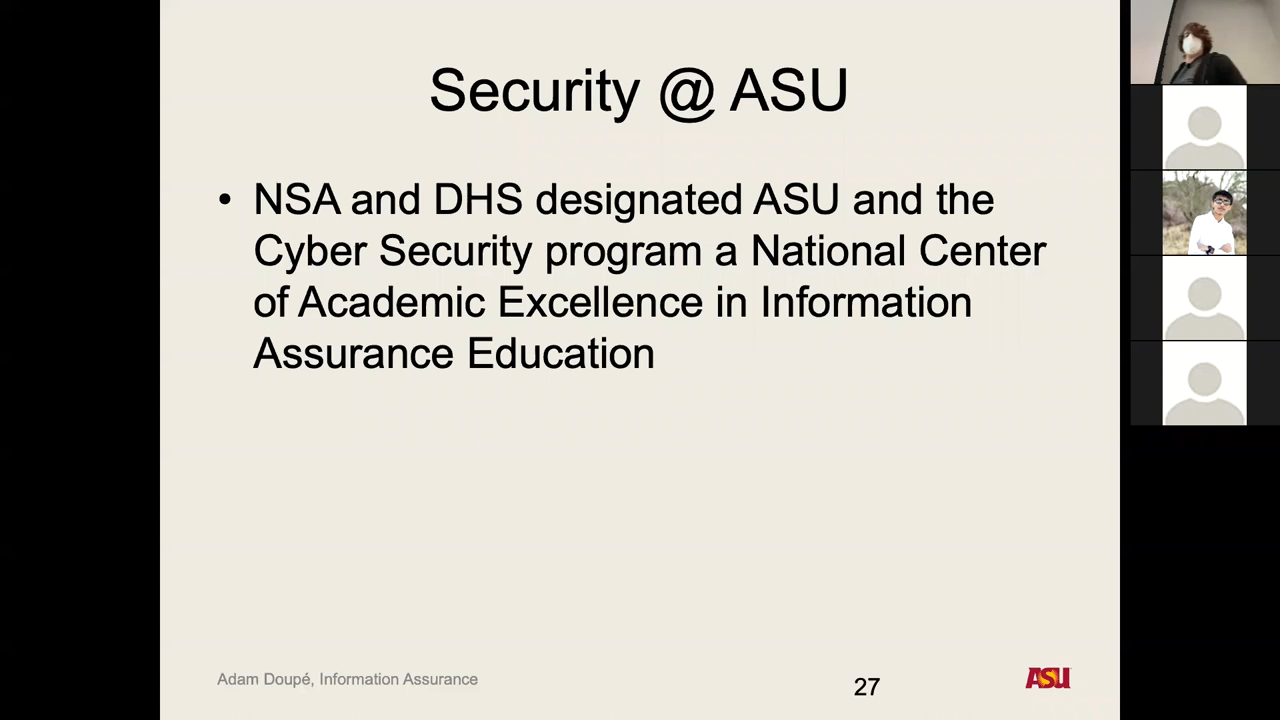 Security @ ASU
• NSA and DHS designated ASU and the
Cyber Security program a National Center
of Academic Excellence in Information
Assurance Education
Adam Doupé, Information Assurance
27
ASU